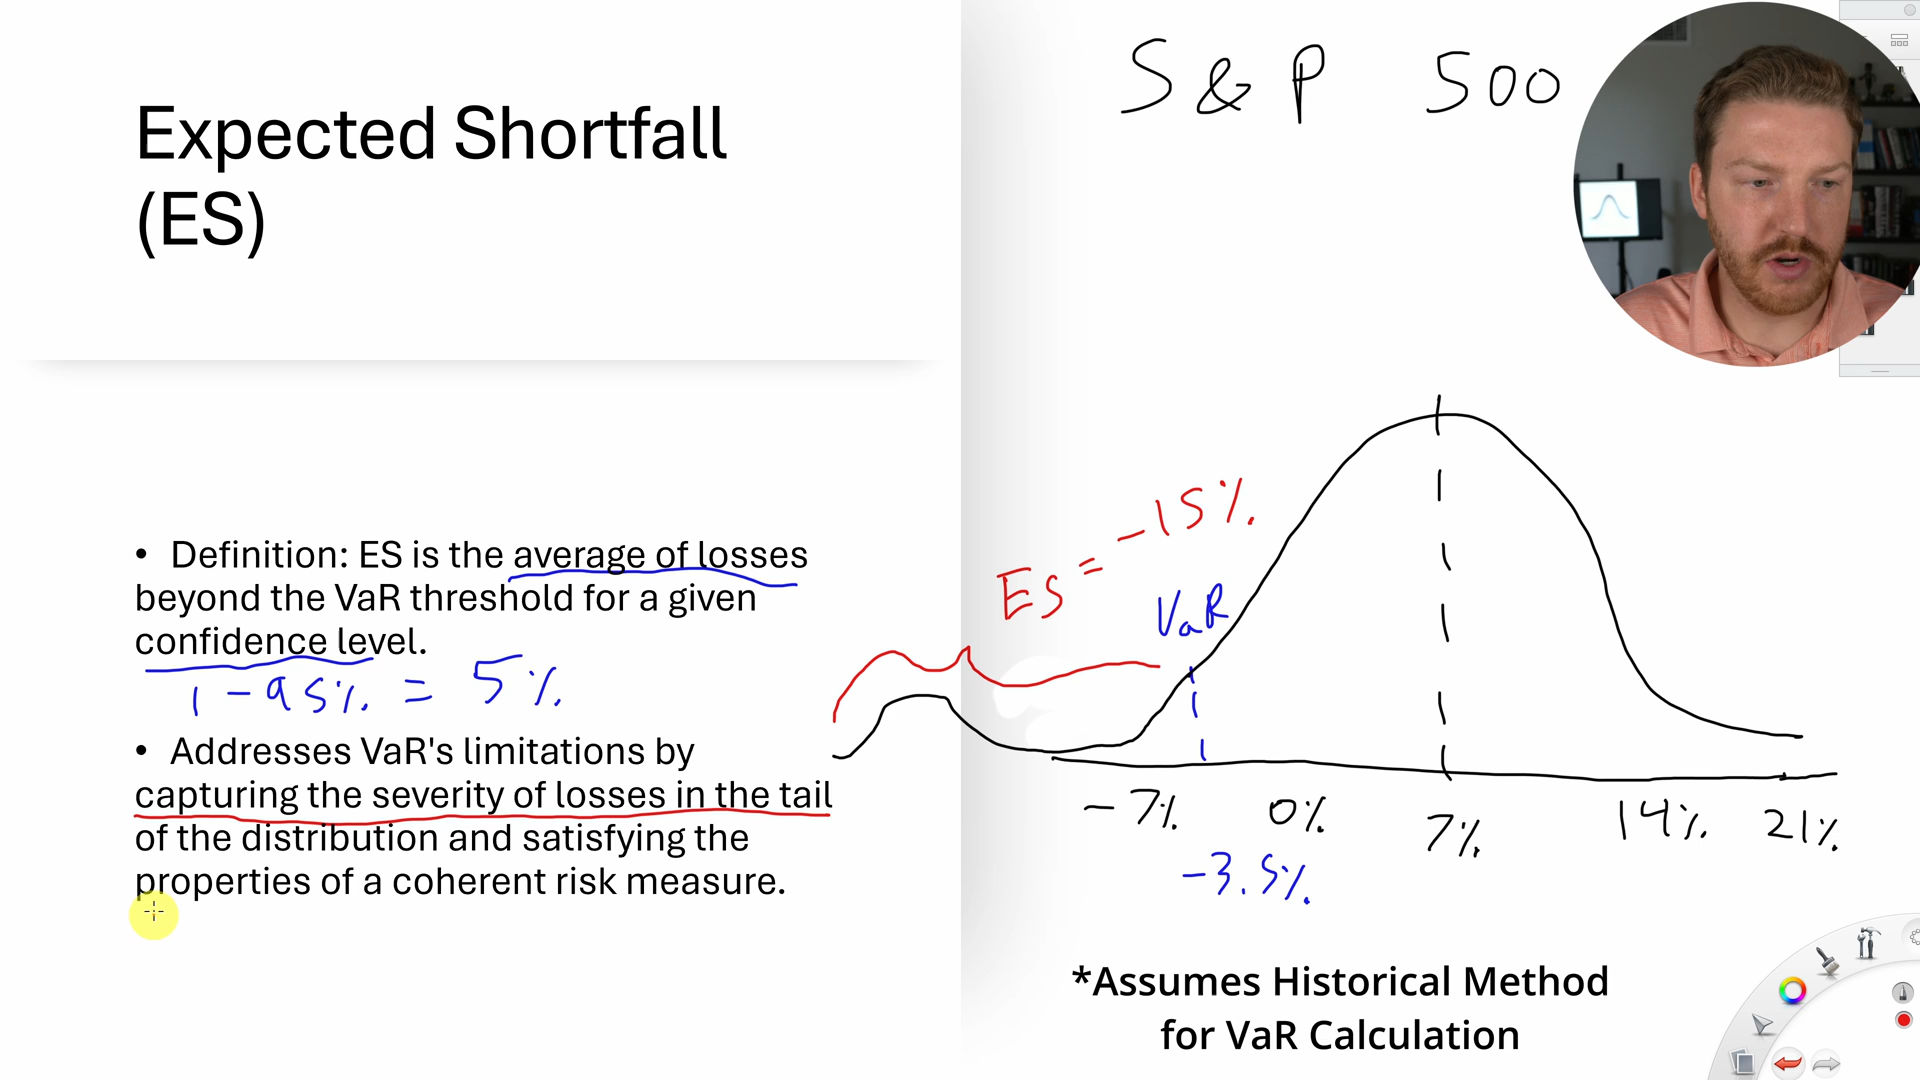 Expected Shortfall
(ES)
• Definition: ES is the average of losses
beyond the VaR threshold for a given
confidence level.
1 - 95% = 5%
• Addresses VaR's limitations by
capturing the severity of losses in the tail
of the distribution and satisfying the
properties of a coherent risk measure.
S & P 500
ES = -15%
VaR
-7% 0% 7% 14% 21%
-3.5%
*Assumes Historical Method
for VaR Calculation